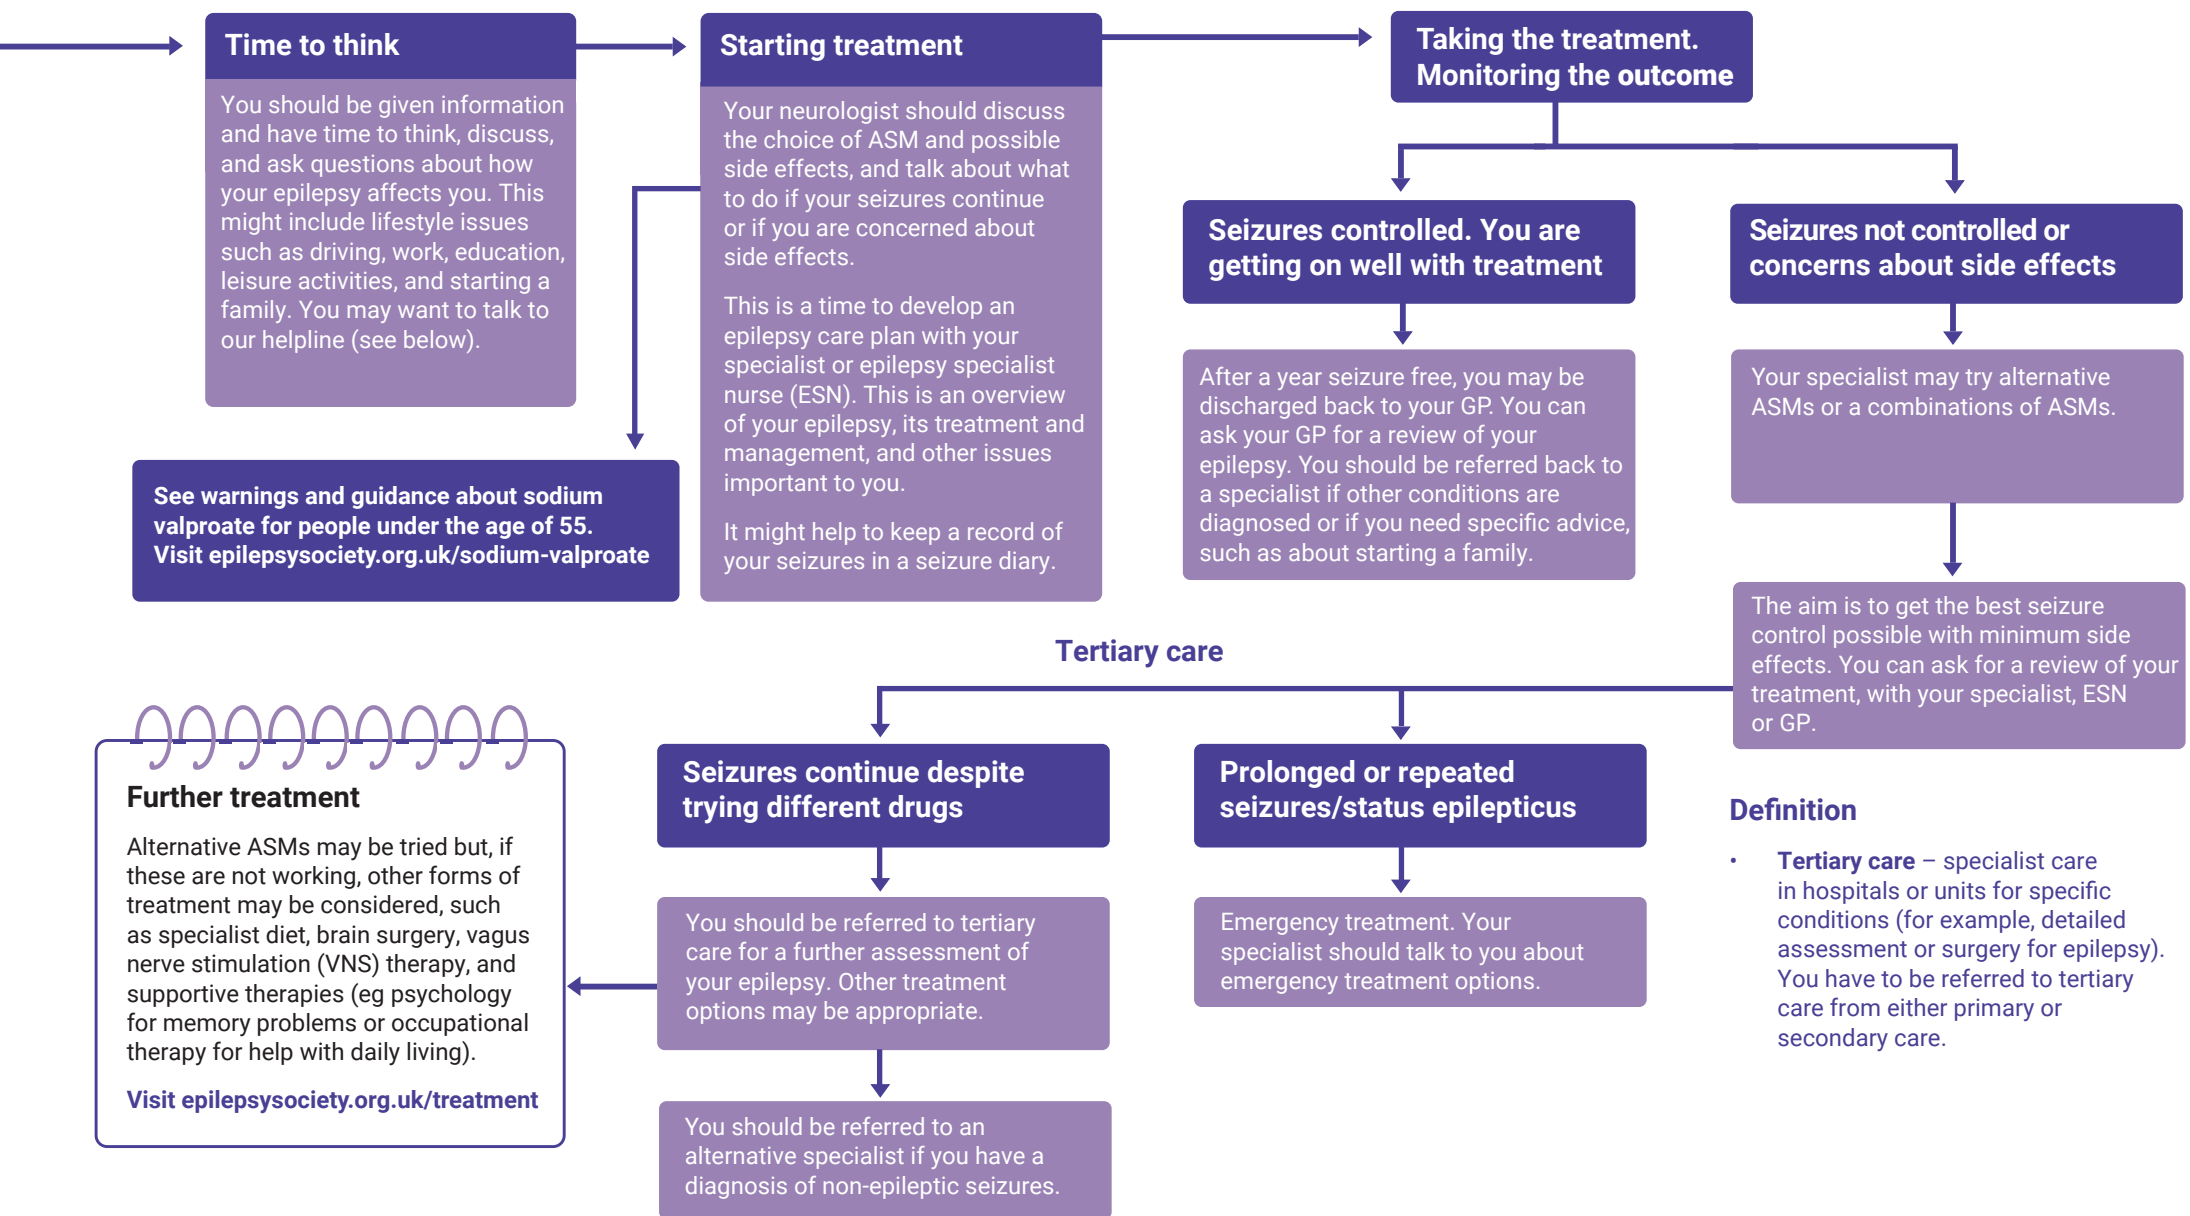 Time to think
You should be given information
and have time to think, discuss,
and ask questions about how
your epilepsy affects you. This
might include lifestyle issues
such as driving, work, education,
leisure activities, and starting a
family. You may want to talk to
our helpline (see below).
Starting treatment
Your neurologist should discuss
the choice of ASM and possible
side effects, and talk about what
to do if your seizures continue
or if you are concerned about
side effects.
This is a time to develop an
epilepsy care plan with your
specialist or epilepsy specialist
nurse (ESN). This is an overview
of your epilepsy, its treatment and
management, and other issues
important to you.
It might help to keep a record of
your seizures in a seizure diary.
See warnings and guidance about sodium
valproate for people under the age of 55.
Visit epilepsysociety.org.uk/sodium-valproate
Taking the treatment.
Monitoring the outcome
Seizures controlled. You are
getting on well with treatment
After a year seizure free, you may be
discharged back to your GP. You can
ask your GP for a review of your
epilepsy. You should be referred back to
a specialist if other conditions are
diagnosed or if you need specific advice,
such as about starting a family.
Seizures not controlled or
concerns about side effects
Your specialist may try alternative
ASMs or a combinations of ASMs.
The aim is to get the best seizure
control possible with minimum side
effects. You can ask for a review of your
treatment, with your specialist, ESN
or GP.
Tertiary care
Seizures continue despite
trying different drugs
You should be referred to tertiary
care for a further assessment of
your epilepsy. Other treatment
options may be appropriate.
You should be referred to an
alternative specialist if you have a
diagnosis of non-epileptic seizures.
Prolonged or repeated
seizures/status epilepticus
Emergency treatment. Your
specialist should talk to you about
emergency treatment options.
Further treatment
Alternative ASMs may be tried but, if
these are not working, other forms of
treatment may be considered, such
as specialist diet, brain surgery, vagus
nerve stimulation (VNS) therapy, and
supportive therapies (eg psychology
for memory problems or occupational
therapy for help with daily living).
Visit epilepsysociety.org.uk/treatment
Definition
• Tertiary care – specialist care
in hospitals or units for specific
conditions (for example, detailed
assessment or surgery for epilepsy).
You have to be referred to tertiary
care from either primary or
secondary care.